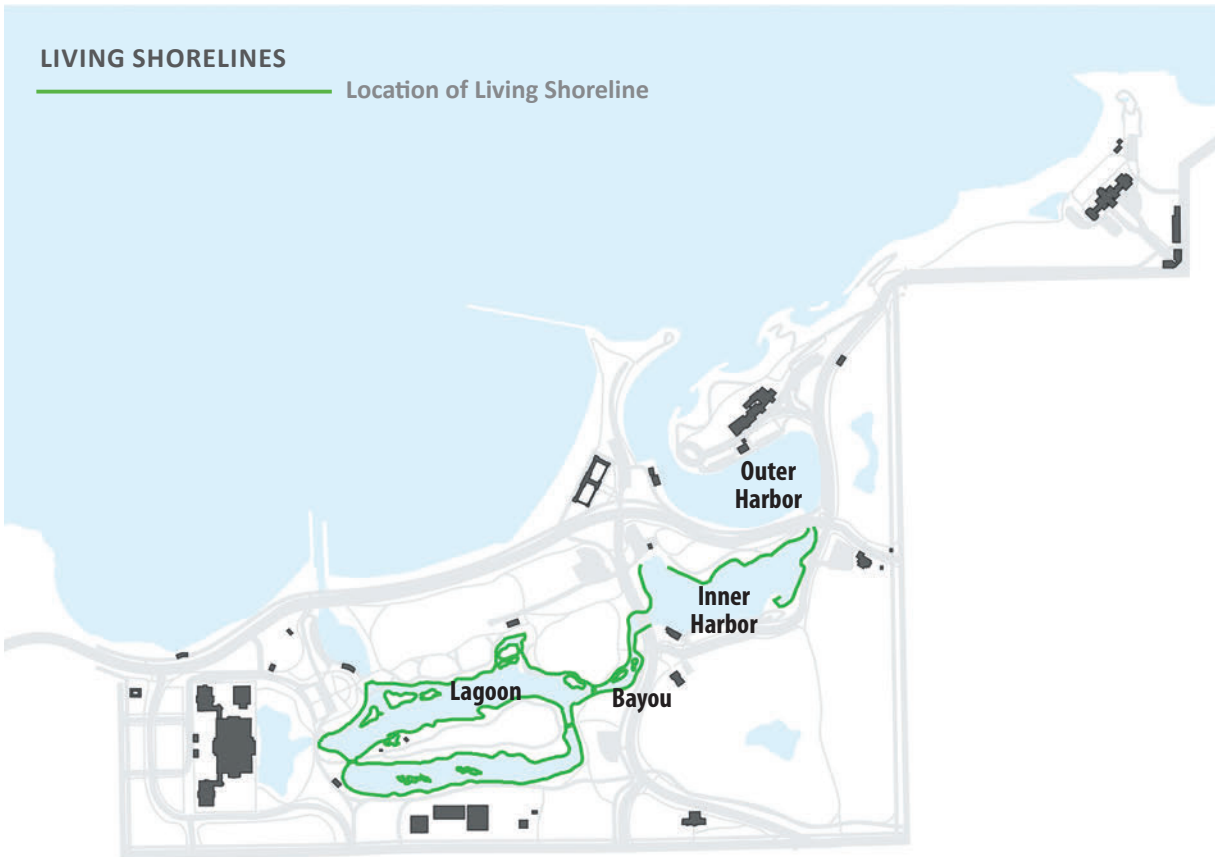 LIVING SHORELINES
Location of Living Shoreline
Outer
Harbor
Inner
Harbor
Lagoon
Bayou